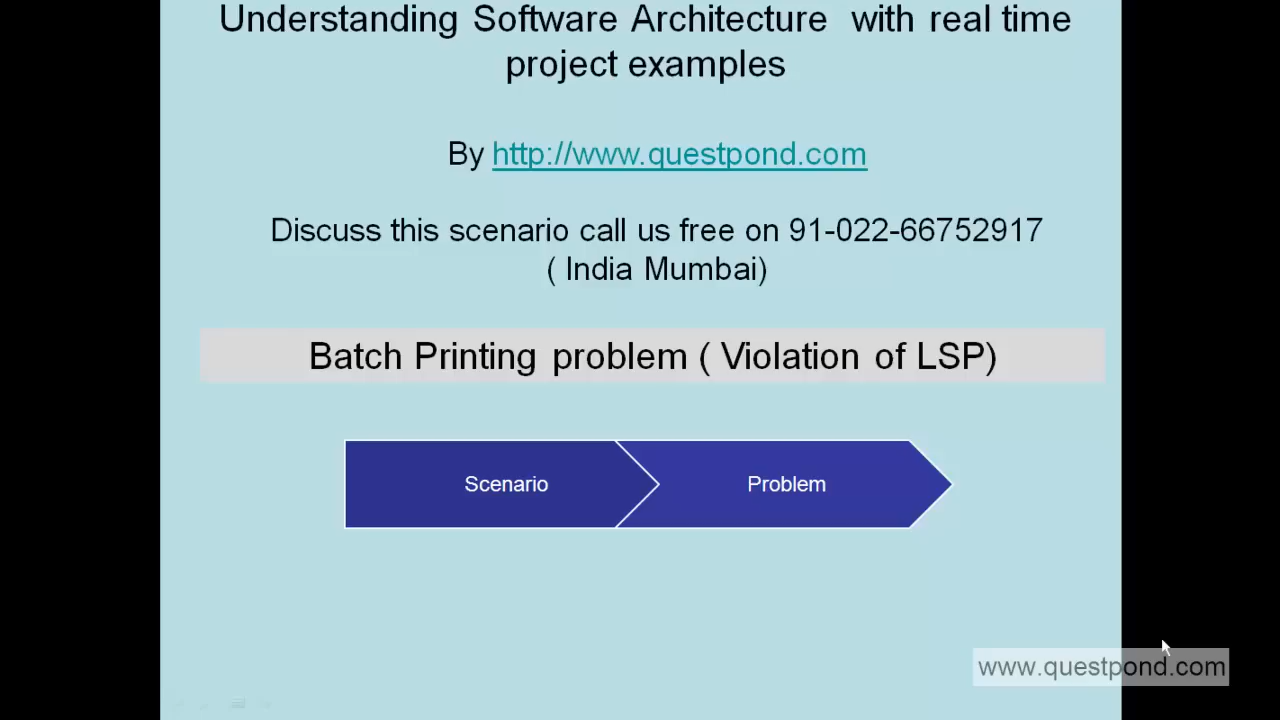 Understanding Software Architecture with real time
project examples
By http://www.questpond.com
Discuss this scenario call us free on 91-022-66752917
( India Mumbai)
Batch Printing problem ( Violation of LSP)
Scenario
Problem
www.questpond.com